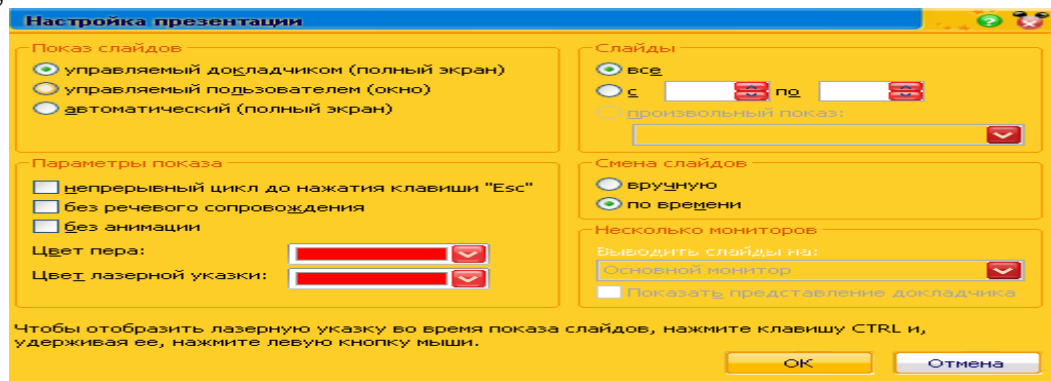 Настройка презентации
Показ слайдов
управляемый докладчиком (полный экран)
управляемый пользователем (окно)
автоматический (полный экран)
Слайды
все
с по
произвольный показ:
Параметры показа
непрерывный цикл до нажатия клавиши "Esc"
без речевого сопровождения
без анимации
Цвет пера:
Цвет лазерной указки:
Смена слайдов
вручную
по времени
Несколько мониторов
Выводить слайды на:
Основной монитор
Показать представление докладчика
Чтобы отобразить лазерную указку во время показа слайдов, нажмите клавишу CTRL и,
удерживая ее, нажмите левую кнопку мыши.
ОК Отмена